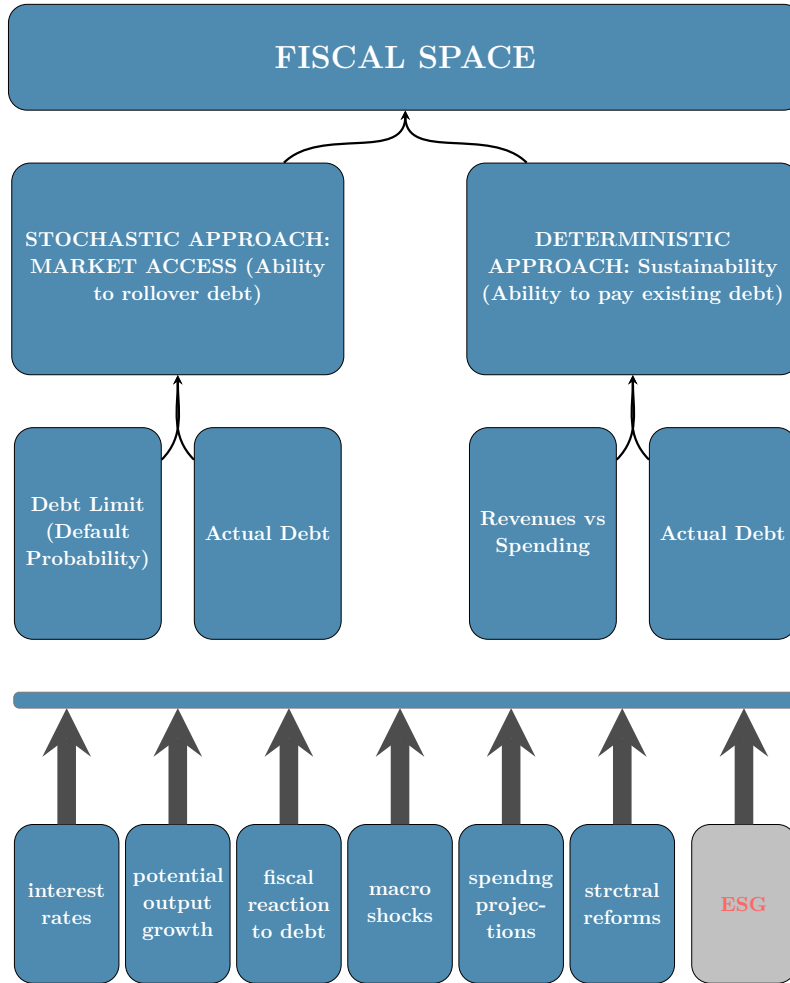 FISCAL SPACE
STOCHASTIC APPROACH:
MARKET ACCESS (Ability
to rollover debt)
DETERMINISTIC
APPROACH: Sustainability
(Ability to pay existing debt)
Debt Limit
(Default
Probability)
Actual Debt
Revenues vs
Spending
Actual Debt
interest
rates
potential
output
growth
fiscal
reaction
to debt
macro
shocks
spendng
projec-
tions
strctral
reforms
ESG